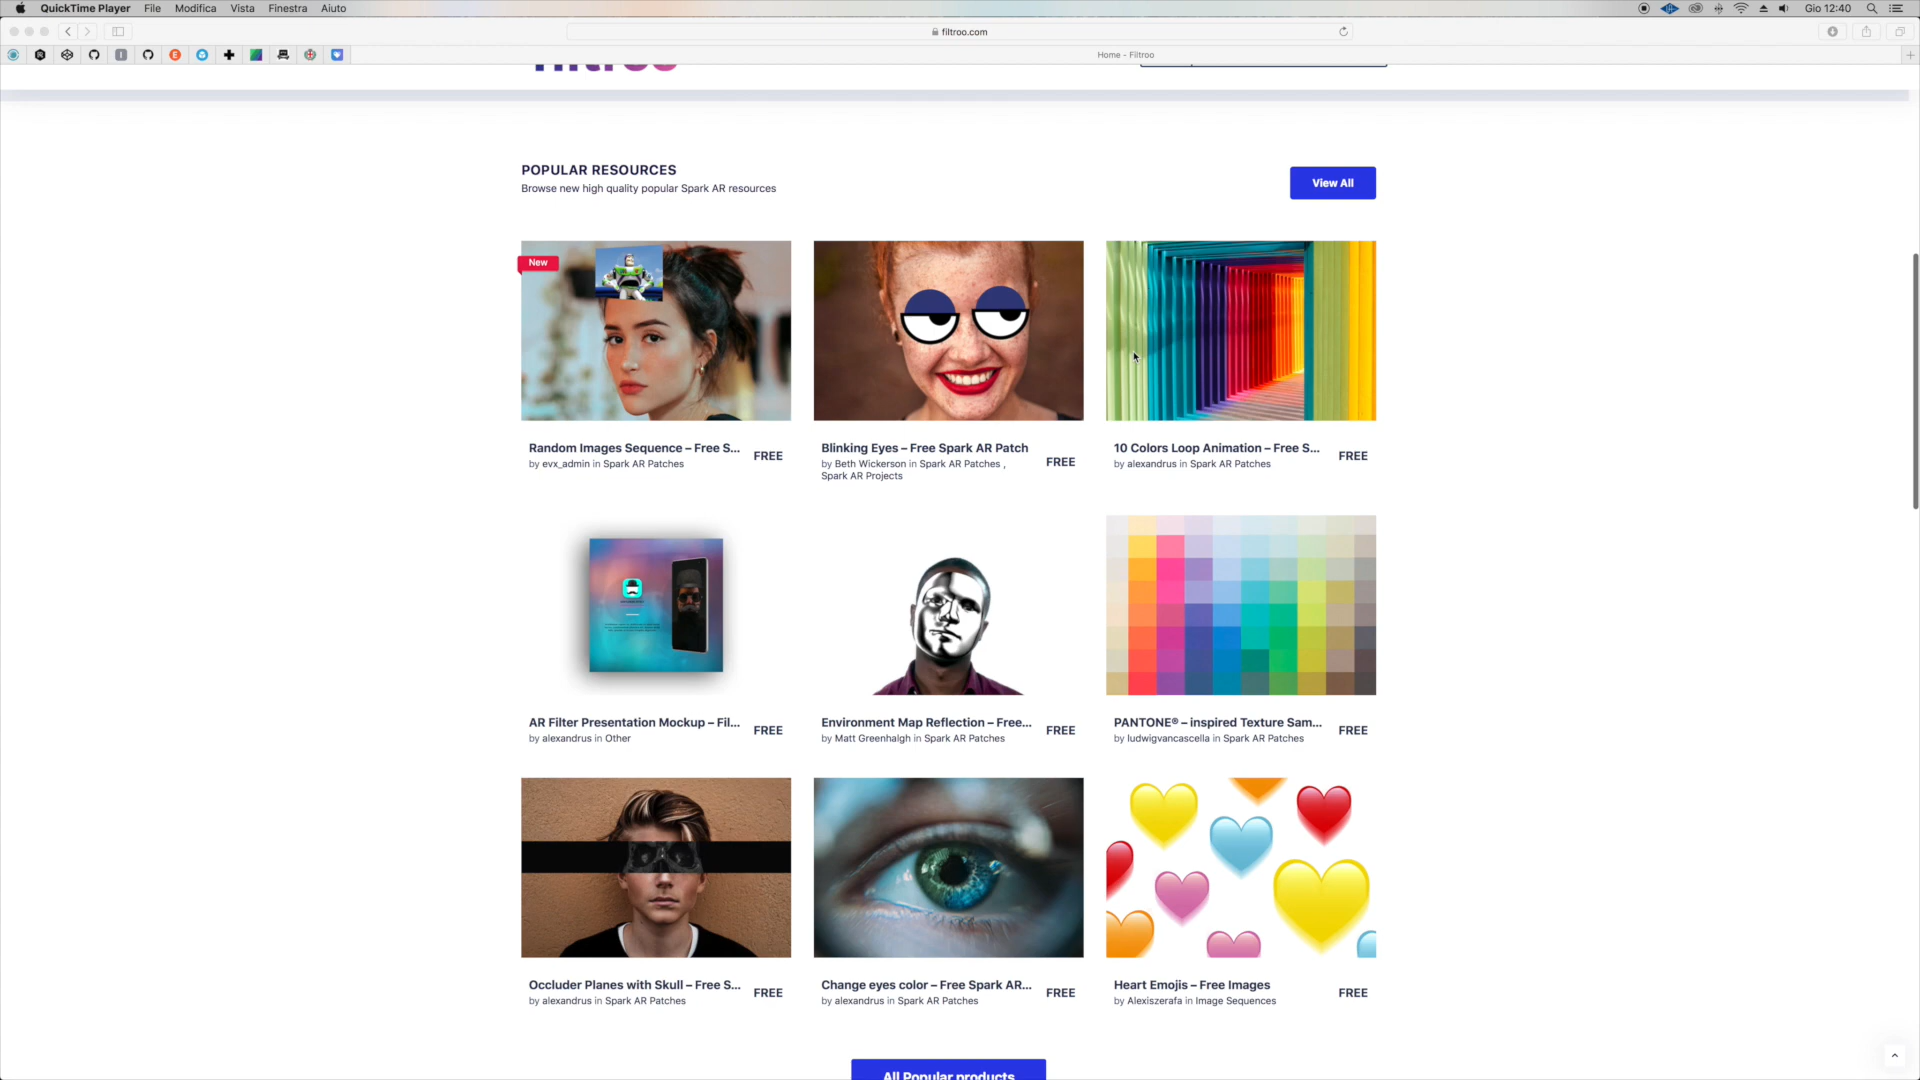 QuickTime Player File Modifica Vista Finestra Aiuto
Gio 12:40
filtroo.com
Home - Filtroo
POPULAR RESOURCES
Browse new high quality popular Spark AR resources
View All
New
Random Images Sequence – Free S...
FREE
by evx_admin in Spark AR Patches
Blinking Eyes – Free Spark AR Patch
FREE
by Beth Wickerson in Spark AR Patches ,
Spark AR Projects
10 Colors Loop Animation – Free S...
FREE
by alexandrus in Spark AR Patches
AR Filter Presentation Mockup – Fil...
FREE
by alexandrus in Other
Environment Map Reflection – Free...
FREE
by Matt Greenhalgh in Spark AR Patches
PANTONE® – inspired Texture Sam...
FREE
by ludwigvancascella in Spark AR Patches
Occluder Planes with Skull – Free S...
FREE
by alexandrus in Spark AR Patches
Change eyes color – Free Spark AR...
FREE
by alexandrus in Spark AR Patches
Heart Emojis – Free Images
FREE
by Alexiszerafa in Image Sequences
All Popular products